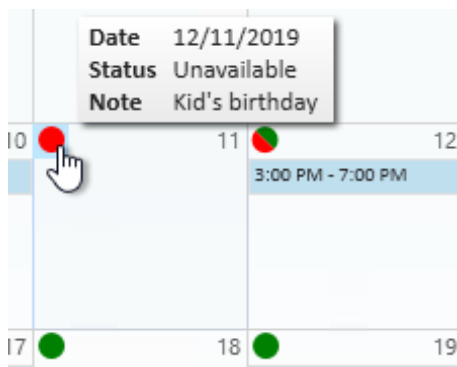 Date 12/11/2019
Status Unavailable
Note Kid's birthday
10 11 12
3:00 PM - 7:00 PM
17 18 19